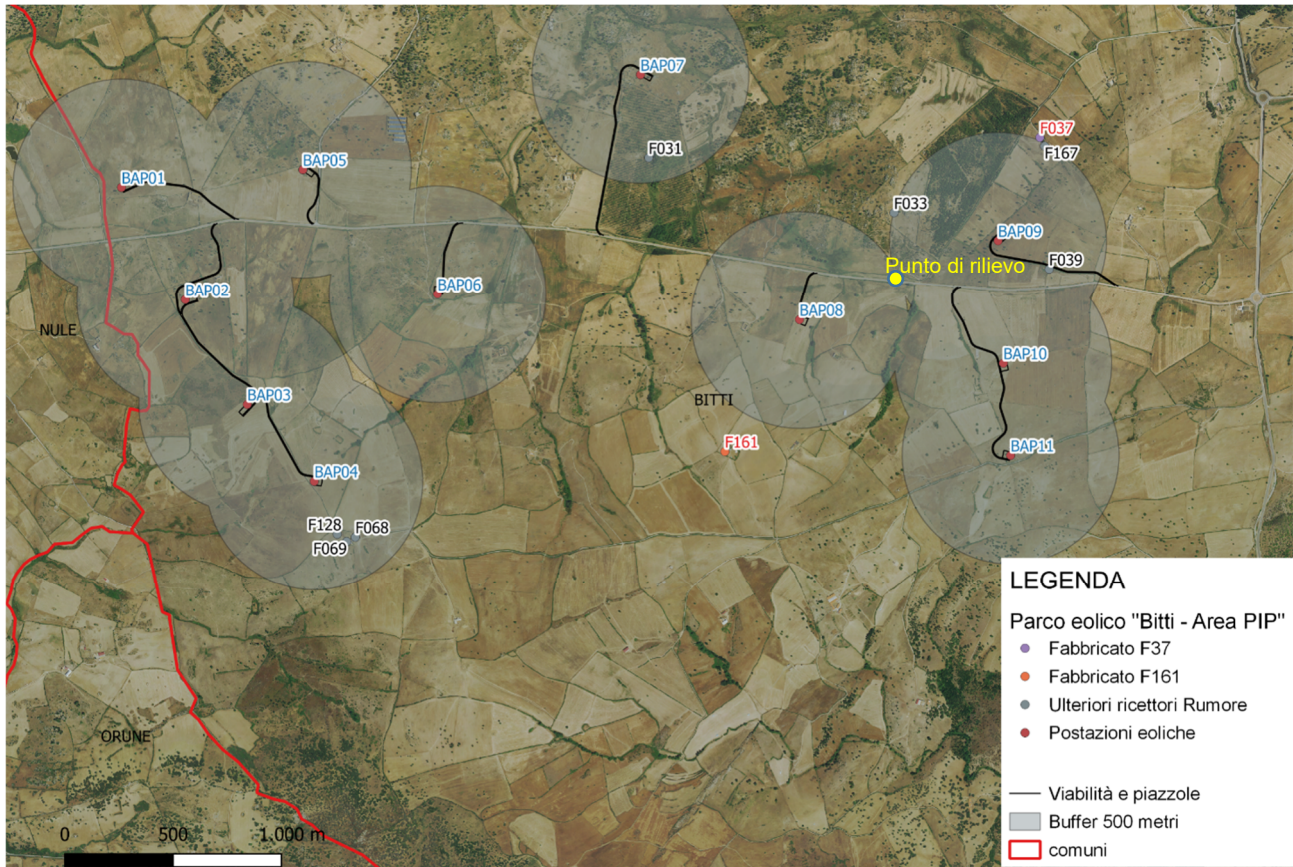 BAP07
F037
F031
F167
BAP05
BAP01
F033
BAP09
Punto di rilievo
F039
BAP02
BAP06
BAP08
NULE
BAP10
BAP03
BITTI
F161
BAP11
BAP04
F128
F068
F069
ORUNE
0 500 1.000 m
LEGENDA
Parco eolico "Bitti - Area PIP"
Fabbricato F37
Fabbricato F161
Ulteriori ricettori Rumore
Postazioni eoliche
Viabilità e piazzole
Buffer 500 metri
comuni